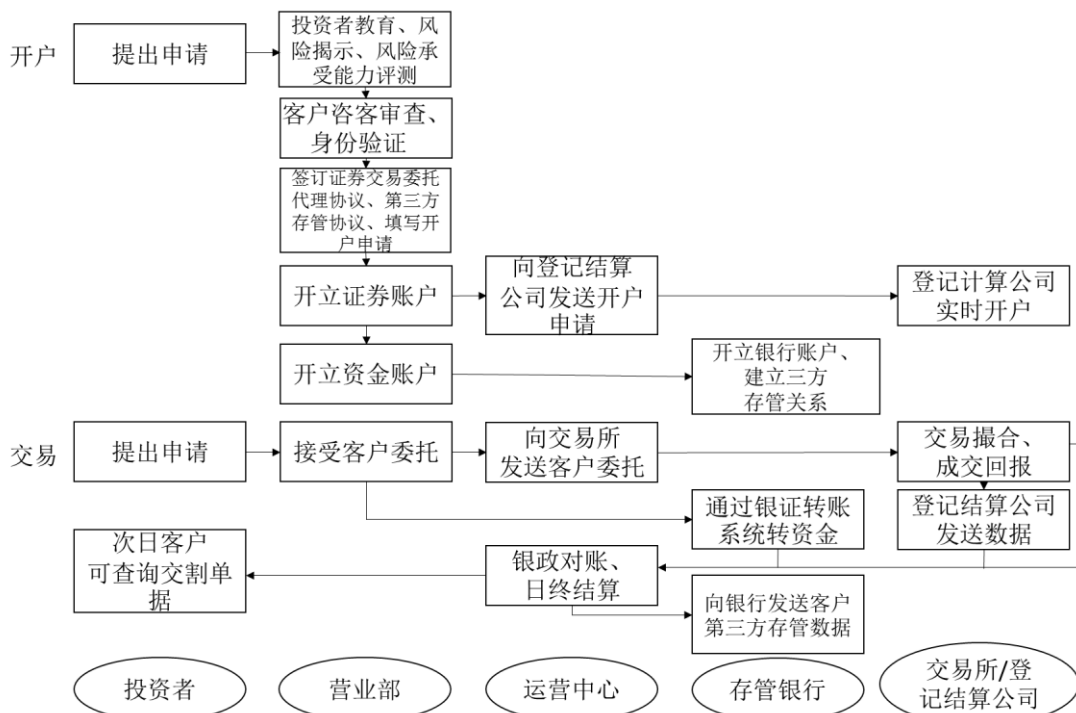 开户
提出申请
投资者教育、风
险揭示、风险承
受能力评测
客户咨客审查、
身份验证
签订证券交易委托
代理协议、第三方
存管协议、填写开
户申请
开立证券账户
向登记结算
公司发送开户
申请
登记计算公司
实时开户
开立资金账户
开立银行账户、
建立三方
存管关系
交易
提出申请
接受客户委托
向交易所
发送客户委托
交易撮合、
成交回报
通过银证转账
系统转资金
登记结算公司
发送数据
次日客户
可查询交割单
据
银政对账、
日终结算
向银行发送客户
第三方存管数据
投资者
营业部
运营中心
存管银行
交易所/登
记结算公司